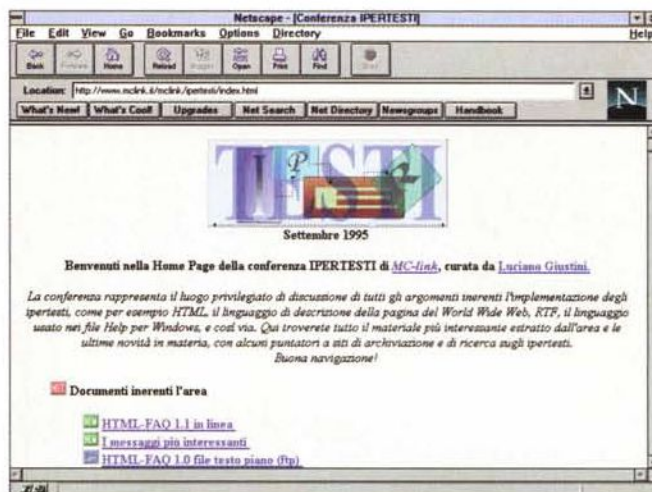 Netscape - [Conferenza IPERTESTI]
File Edit View Go Bookmarks Options Directory Help
Back Forward Home Reload Images Open Print Find Stop
Location: http://www.mclink.it/mclink/ipertesti/index.html
What's New! What's Cool! Upgrades Net Search Net Directory Newsgroups Handbook
N
IPER
TESTI
Settembre 1995
Benvenuti nella Home Page della conferenza IPERTESTI di MC-link, curata da Luciano Giustini.
La conferenza rappresenta il luogo privilegiato di discussione di tutti gli argomenti inerenti l'implementazione degli
ipertesti, come per esempio HTML, il linguaggio di descrizione della pagina del World Wide Web, RTF, il linguaggio
usato nei file Help per Windows, e così via. Qui troverete tutto il materiale più interessante estratto dall'area e le
ultime novità in materia, con alcuni puntatori a siti di archiviazione e di ricerca sugli ipertesti.
Buona navigazione!
Documenti inerenti l'area
HTML-FAQ 1.1 in linea
I messaggi più interessanti
HTML-FAQ 1.0 file testo piano (ftp)